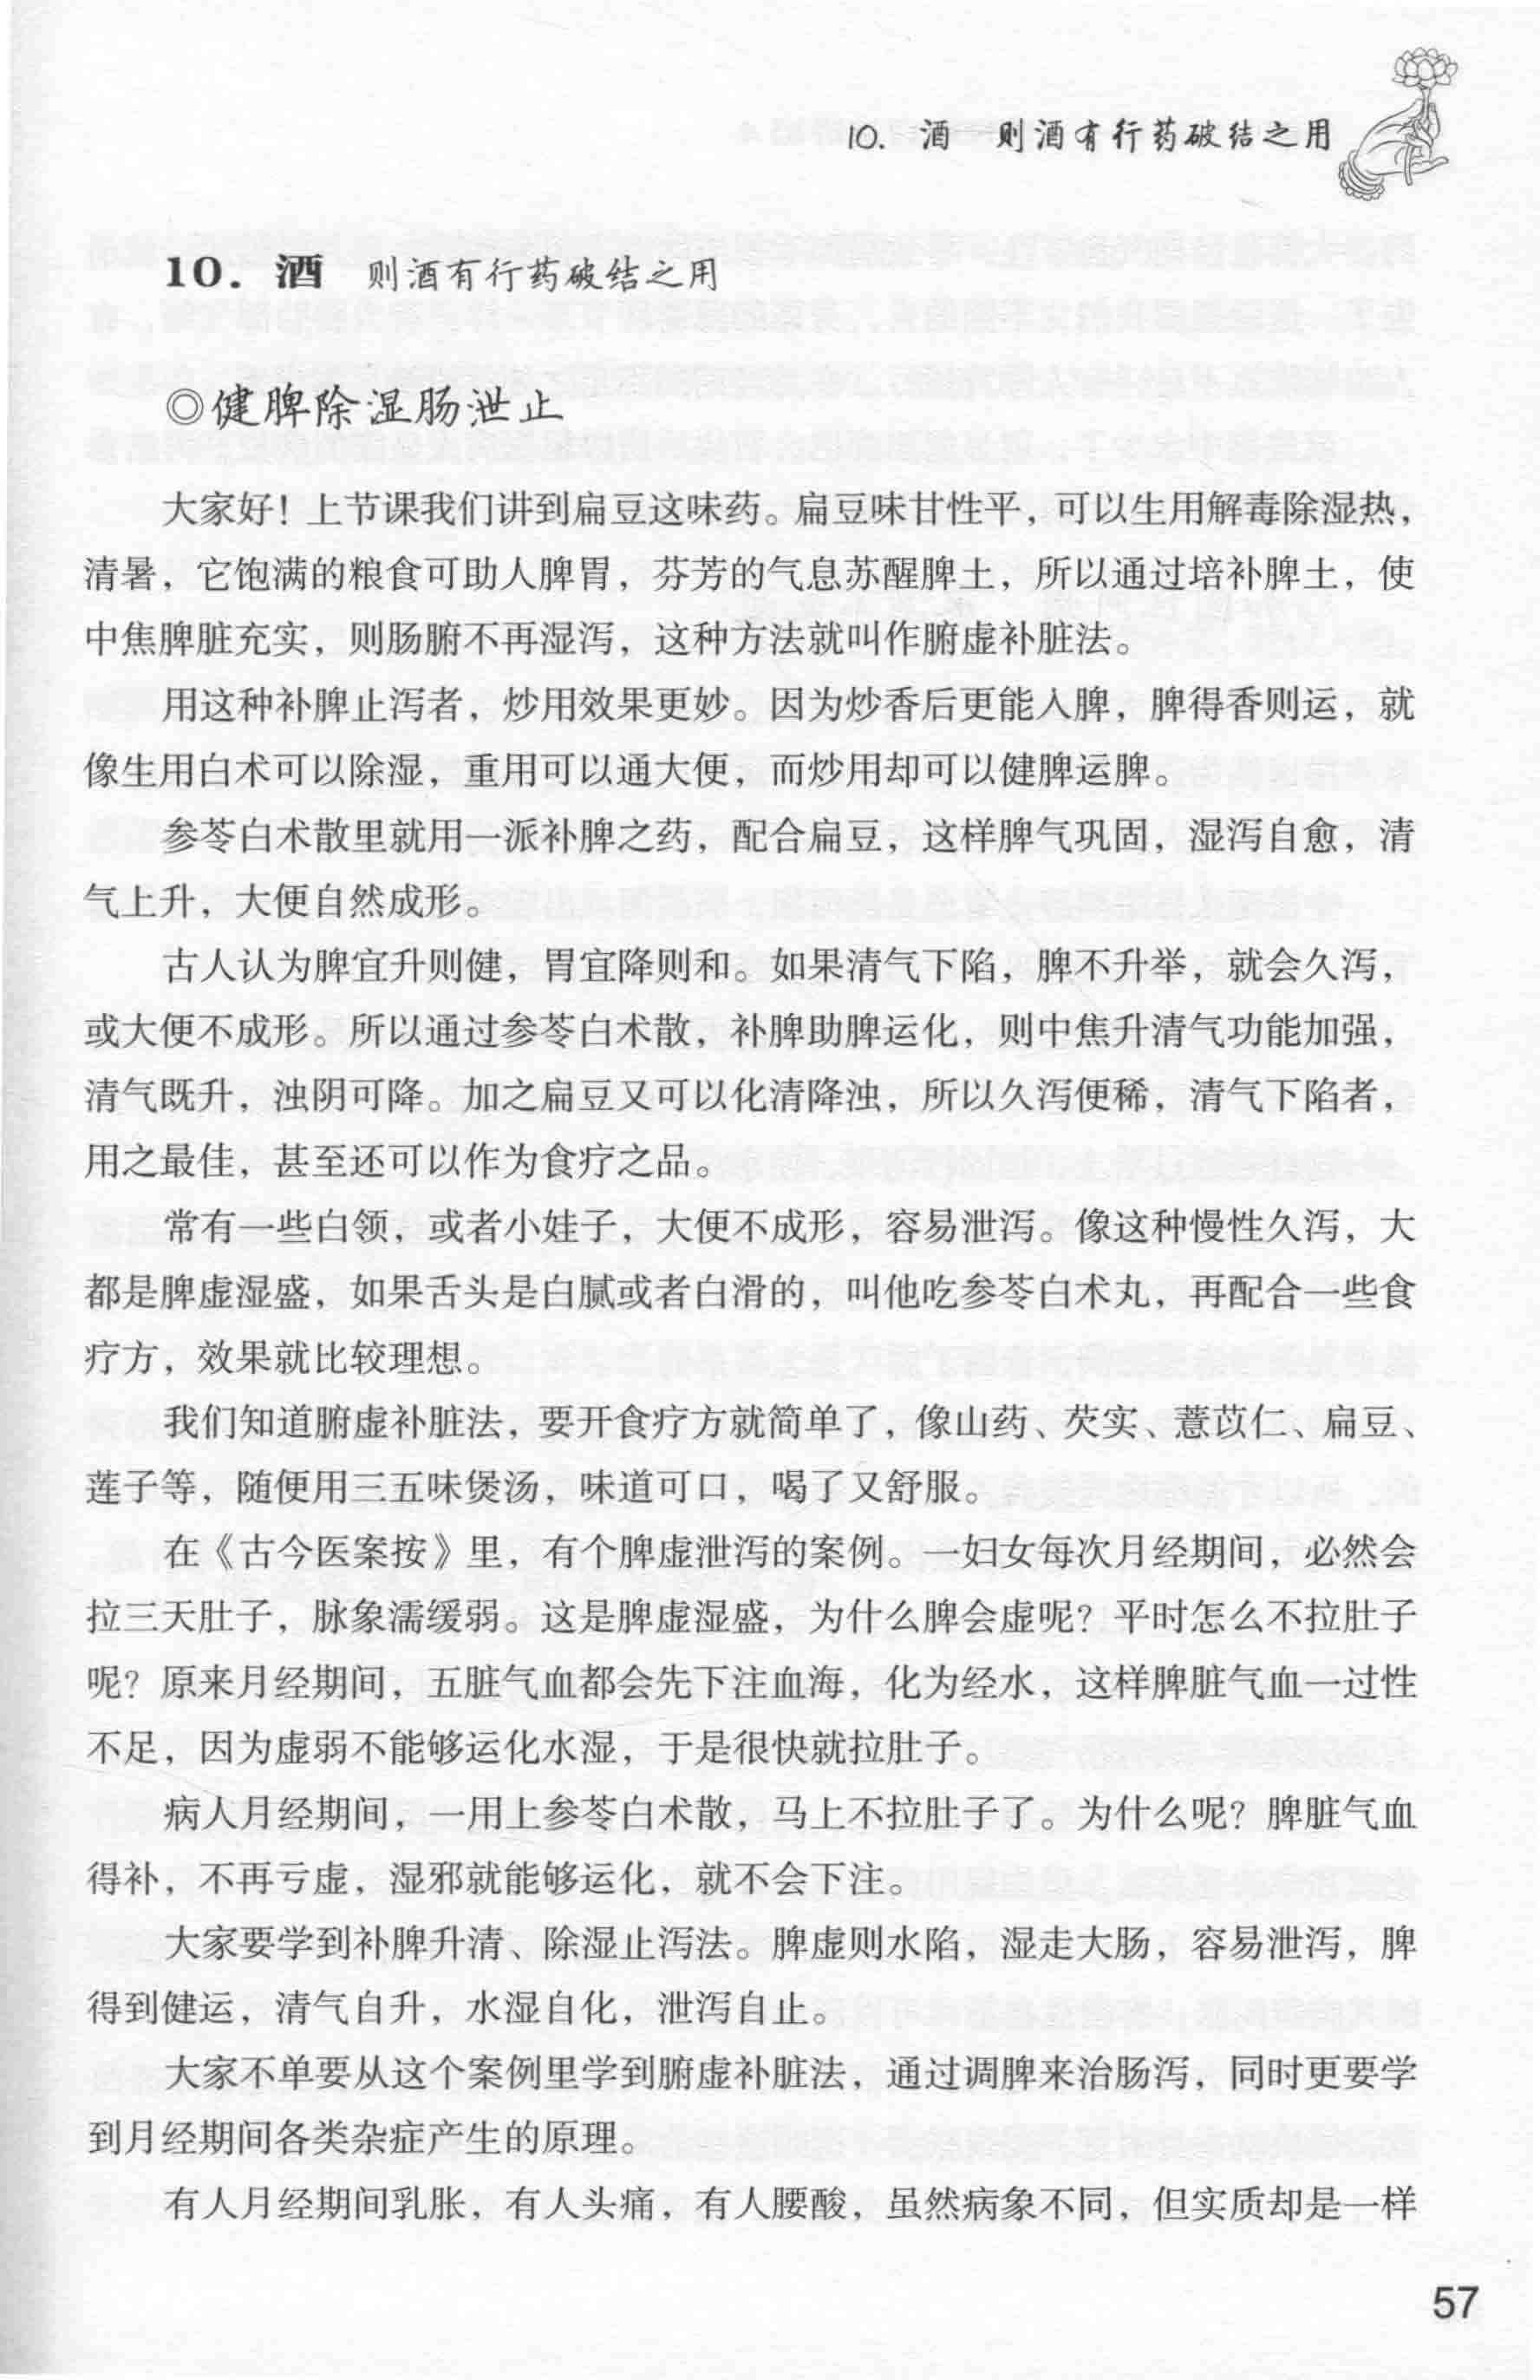 10. 酒 则酒有行药破结之用
10. 酒 则酒有行药破结之用
◎健脾除湿肠泄止
大家好！上节课我们讲到扁豆这味药。扁豆味甘性平，可以生用解毒除湿热，
清暑，它饱满的粮食可助人脾胃，芬芳的气息苏醒脾土，所以通过培补脾土，使
中焦脾脏充实，则肠腑不再湿泻，这种方法就叫作腑虚补脏法。
用这种补脾止泻者，炒用效果更妙。因为炒香后更能入脾，脾得香则运，就
像生用白术可以除湿，重用可以通大便，而炒用却可以健脾运脾。
参苓白术散里就用一派补脾之药，配合扁豆，这样脾气巩固，湿泻自愈，清
气上升，大便自然成形。
古人认为脾宜升则健，胃宜降则和。如果清气下陷，脾不升举，就会久泻，
或大便不成形。所以通过参苓白术散，补脾助脾运化，则中焦升清气功能加强，
清气既升，浊阴可降。加之扁豆又可以化清降浊，所以久泻便稀，清气下陷者，
用之最佳，甚至还可以作为食疗之品。
常有一些白领，或者小娃子，大便不成形，容易泄泻。像这种慢性久泻，大
都是脾虚湿盛，如果舌头是白腻或者白滑的，叫他吃参苓白术丸，再配合一些食
疗方，效果就比较理想。
我们知道腑虚补脏法，要开食疗方就简单了，像山药、芡实、薏苡仁、扁豆、
莲子等，随便用三五味煲汤，味道可口，喝了又舒服。
在《古今医案按》里，有个脾虚泄泻的案例。一妇女每次月经期间，必然会
拉三天肚子，脉象濡缓弱。这是脾虚湿盛，为什么脾会虚呢？平时怎么不拉肚子
呢？原来月经期间，五脏气血都会先下注血海，化为经水，这样脾脏气血一过性
不足，因为虚弱不能够运化水湿，于是很快就拉肚子。
病人月经期间，一用上参苓白术散，马上不拉肚子了。为什么呢？脾脏气血
得补，不再亏虚，湿邪就能够运化，就不会下注。
大家要学到补脾升清、除湿止泻法。脾虚则水陷，湿走大肠，容易泄泻，脾
得到健运，清气自升，水湿自化，泄泻自止。
大家不单要从这个案例里学到腑虚补脏法，通过调脾来治肠泻，同时更要学
到月经期间各类杂症产生的原理。
有人月经期间乳胀，有人头痛，有人腰酸，虽然病象不同，但实质却是一样
57